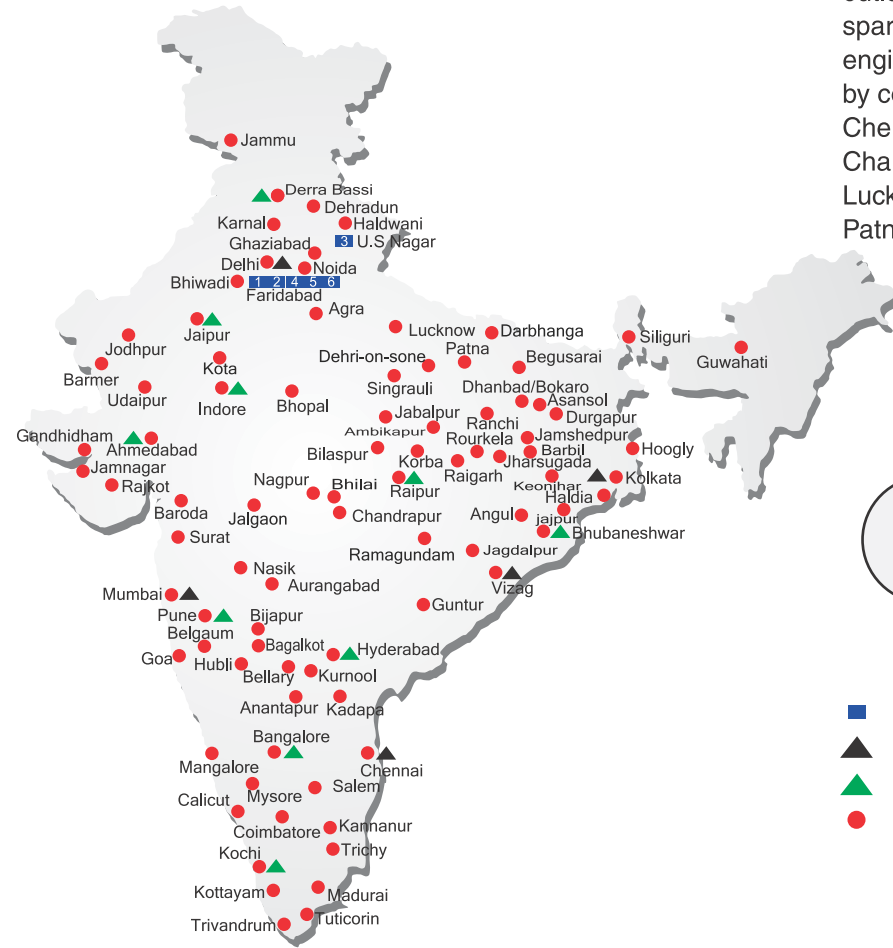 spar
engi
by c
Che
Cha
Luck
Patn
Jammu
Derra Bassi
Dehradun
Karnal
Haldwani
3 U.S Nagar
Ghaziabad
Delhi
Noida
Bhiwadi
1 2 4 5 6
Faridabad
Agra
Jaipur
Lucknow
Darbhanga
Siliguri
Jodhpur
Dehri-on-sone
Patna
Begusarai
Guwahati
Barmer
Kota
Singrauli
Udaipur
Indore
Bhopal
Dhanbad/Bokaro
Asansol
Jabalpur
Ranchi
Durgapur
Ambikapur
Gandhidham
Ahmedabad
Rourkela
Jamshedpur
Bilaspur
Korba
Barbil
Hoogly
Jamnagar
Raigarh
Jharsugada
Rajkot
Nagpur
Bhilai
Raipur
Keonjhar
Kolkata
Baroda
Haldia
Jalgaon
Chandrapur
Angul
jajpur
Bhubaneshwar
Surat
Ramagundam
Jagdalpur
Nasik
Aurangabad
Vizag
Mumbai
Guntur
Pune
Bijapur
Belgaum
Bagalkot
Hyderabad
Goa
Hubli
Bellary
Kurnool
Anantapur
Kadapa
Bangalore
Mangalore
Chennai
Mysore
Salem
Calicut
Coimbatore
Kannanur
Kochi
Trichy
Kottayam
Madurai
Trivandrum
Tuticorin